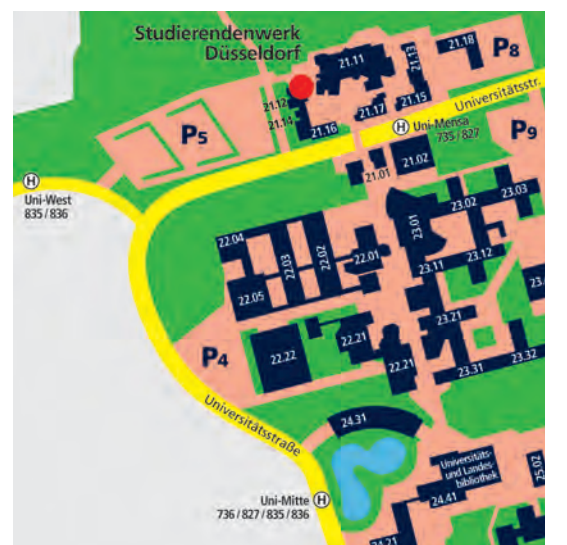 Studierendenwerk
Düsseldorf
21.11
21.13
21.18
P8
21.12
21.14
21.16
21.17
21.15
Universitätsstr.
P5
H Uni-Mensa
735 / 827
P9
21.01
21.02
H
Uni-West
835 / 836
22.04
22.03
22.02
22.01
22.05
23.01
23.02
23.03
23.11
23.12
P4
22.22
22.21
22.21
23.21
23.31
23.32
Universitätsstraße
24.31
Universitäts-
und Landes-
bibliothek
25.02
Uni-Mitte H
736 / 827 / 835 / 836
24.41
24.21